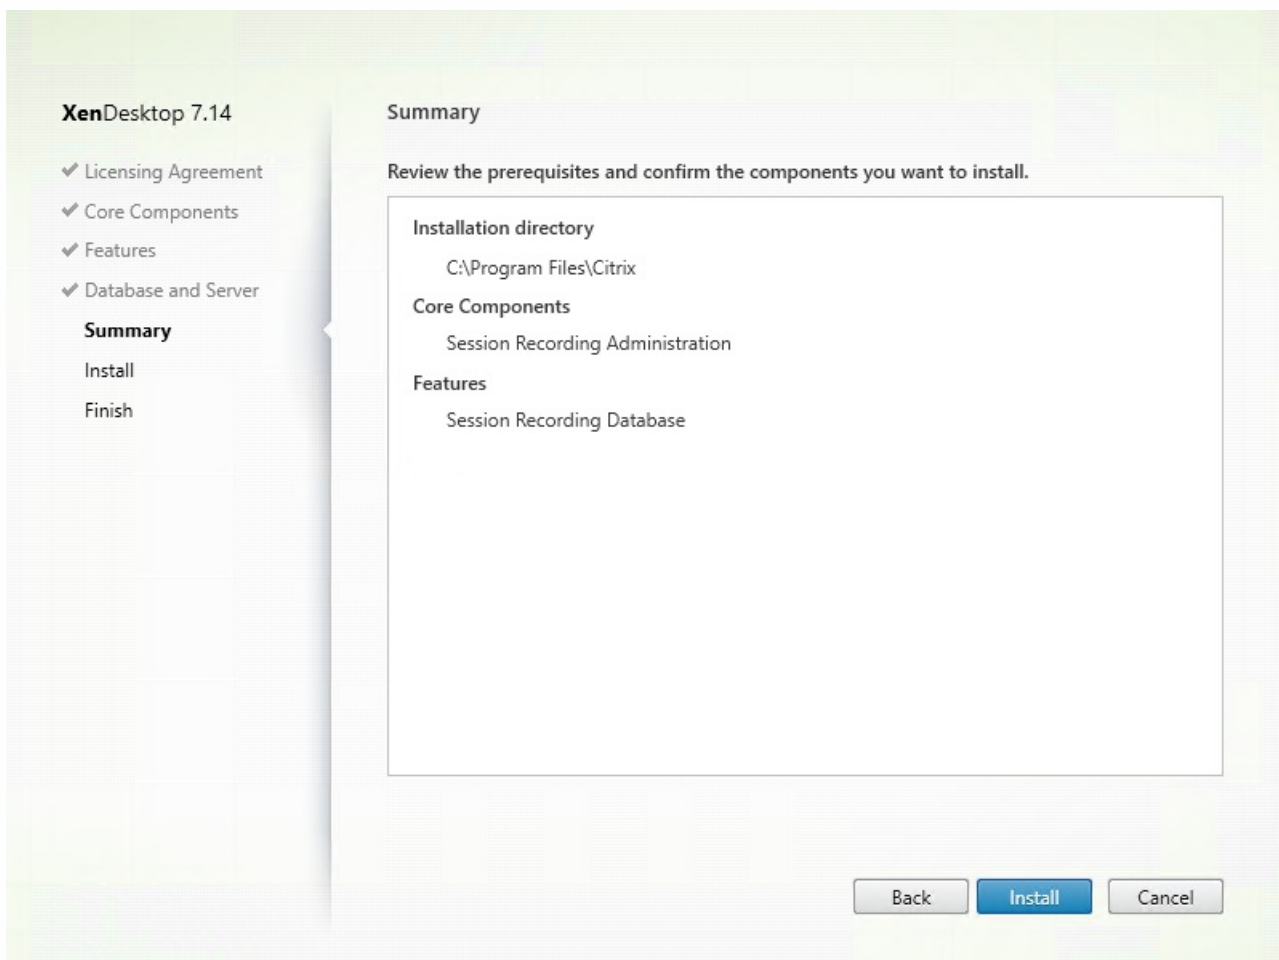 XenDesktop 7.14
Licensing Agreement
Core Components
Features
Database and Server
Summary
Install
Finish
Summary
Review the prerequisites and confirm the components you want to install.
Installation directory
C:\Program Files\Citrix
Core Components
Session Recording Administration
Features
Session Recording Database
Back
Install
Cancel